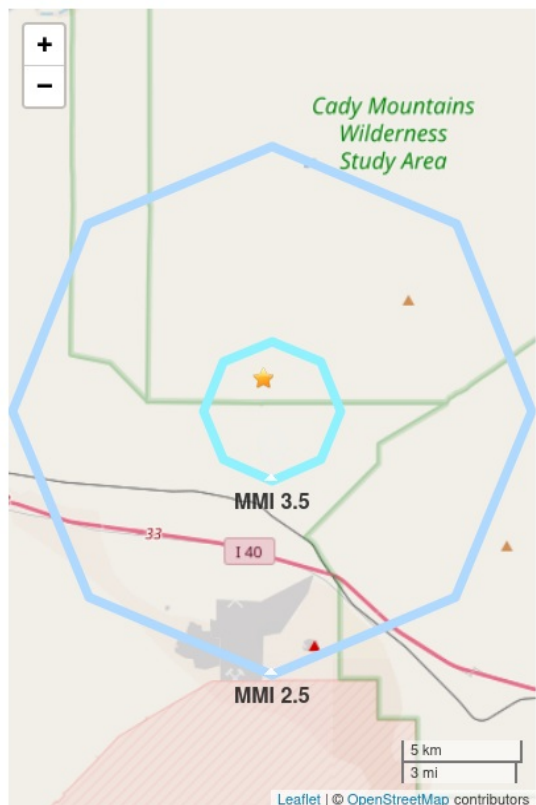 +
−
Cady Mountains
Wilderness
Study Area
MMI 3.5
33
I 40
MMI 2.5
5 km
3 mi
Leaflet | © OpenStreetMap contributors